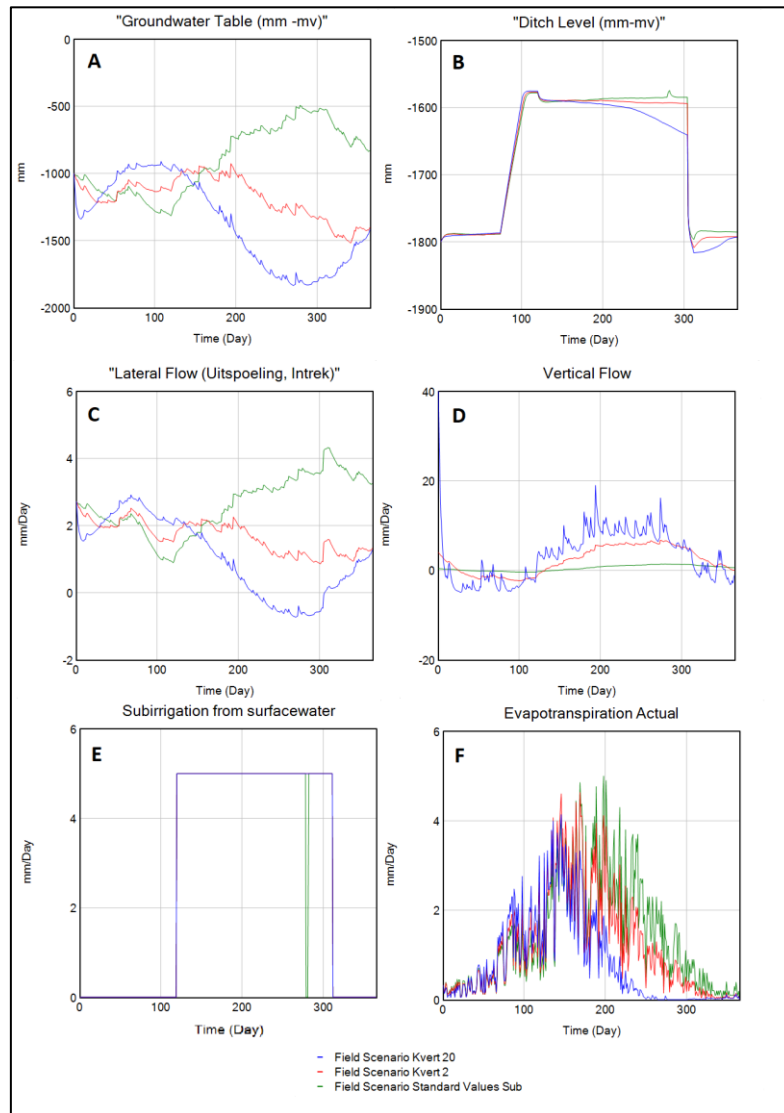 "Groundwater Table (mm -mv)"
A
0
-500
-1000
-1500
-2000
mm
0
100
200
300
Time (Day)
"Ditch Level (mm-mv)"
B
-1500
-1600
-1700
-1800
-1900
mm
0
100
200
300
Time (Day)
"Lateral Flow (Uitspoeling, Intrek)"
C
6
4
2
0
-2
mm/Day
0
100
200
300
Time (Day)
Vertical Flow
D
40
20
0
-20
mm/Day
0
100
200
300
Time (Day)
Subirrigation from surfacewater
E
6
4
2
0
mm/Day
0
100
200
300
Time (Day)
Evapotranspiration Actual
F
6
4
2
0
mm/Day
0
100
200
300
Time (Day)
Field Scenario Kvert 20
Field Scenario Kvert 2
Field Scenario Standard Values Sub